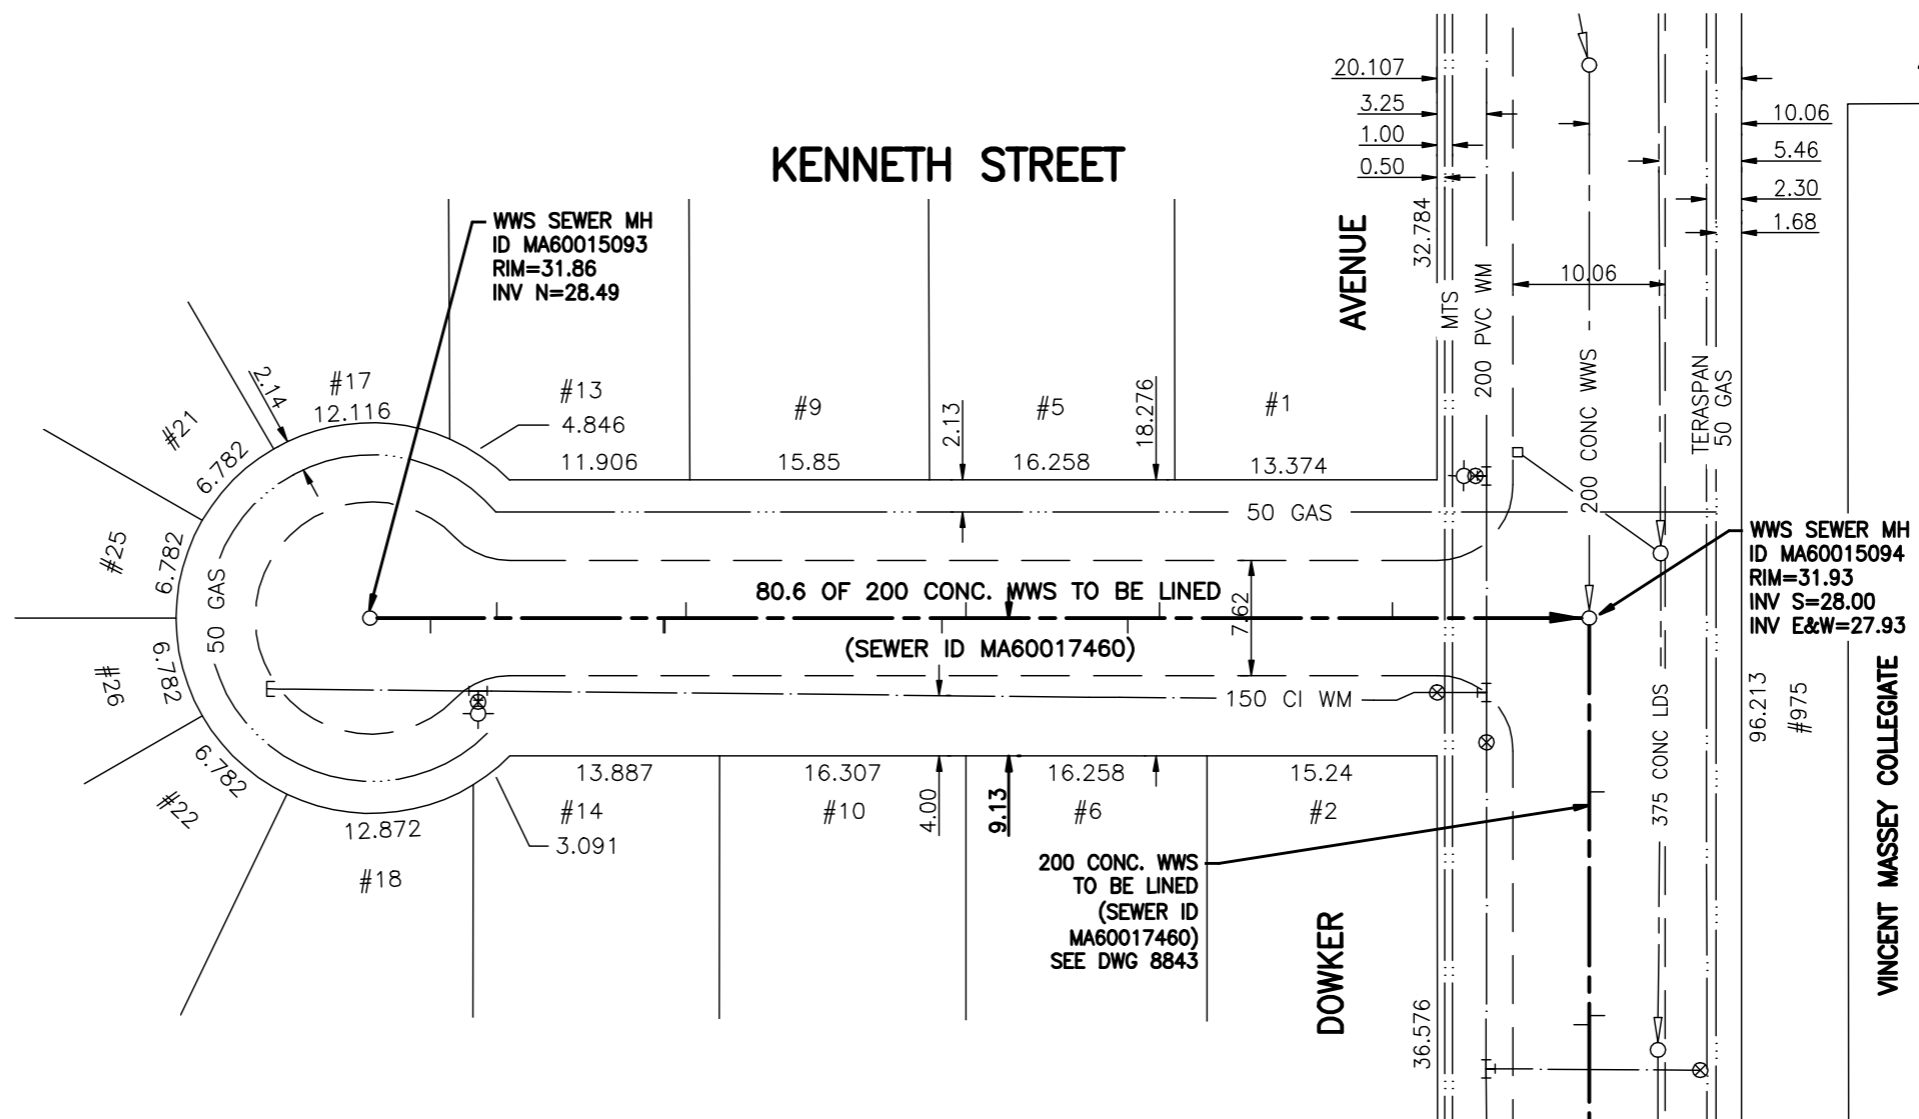 KENNETH STREET
WWS SEWER MH
ID MA60015093
RIM=31.86
INV N=28.49
20.107
3.25
1.00
0.50
10.06
5.46
2.30
1.68
10.06
32.784
AVENUE
MTS
200 PVC WM
200 CONC WWS
TERASPAN
50 GAS
2.14
#17
12.116
#13
4.846
11.906
#9
15.85
2.13
#5
16.258
18.276
#1
13.374
#21
6.782
#25
6.782
50 GAS
50 GAS
80.6 OF 200 CONC. WWS TO BE LINED
(SEWER ID MA60017460)
7.62
WWS SEWER MH
ID MA60015094
RIM=31.93
INV S=28.00
INV E&W=27.93
#26
6.782
#22
6.782
150 CI WM
12.872
#18
13.887
#14
3.091
16.307
#10
4.00
9.13
16.258
#6
15.24
#2
200 CONC. WWS
TO BE LINED
(SEWER ID
MA60017460)
SEE DWG 8843
DOWKER
36.576
375 CONC LDS
96.213
#975
VINCENT MASSEY COLLEGIATE